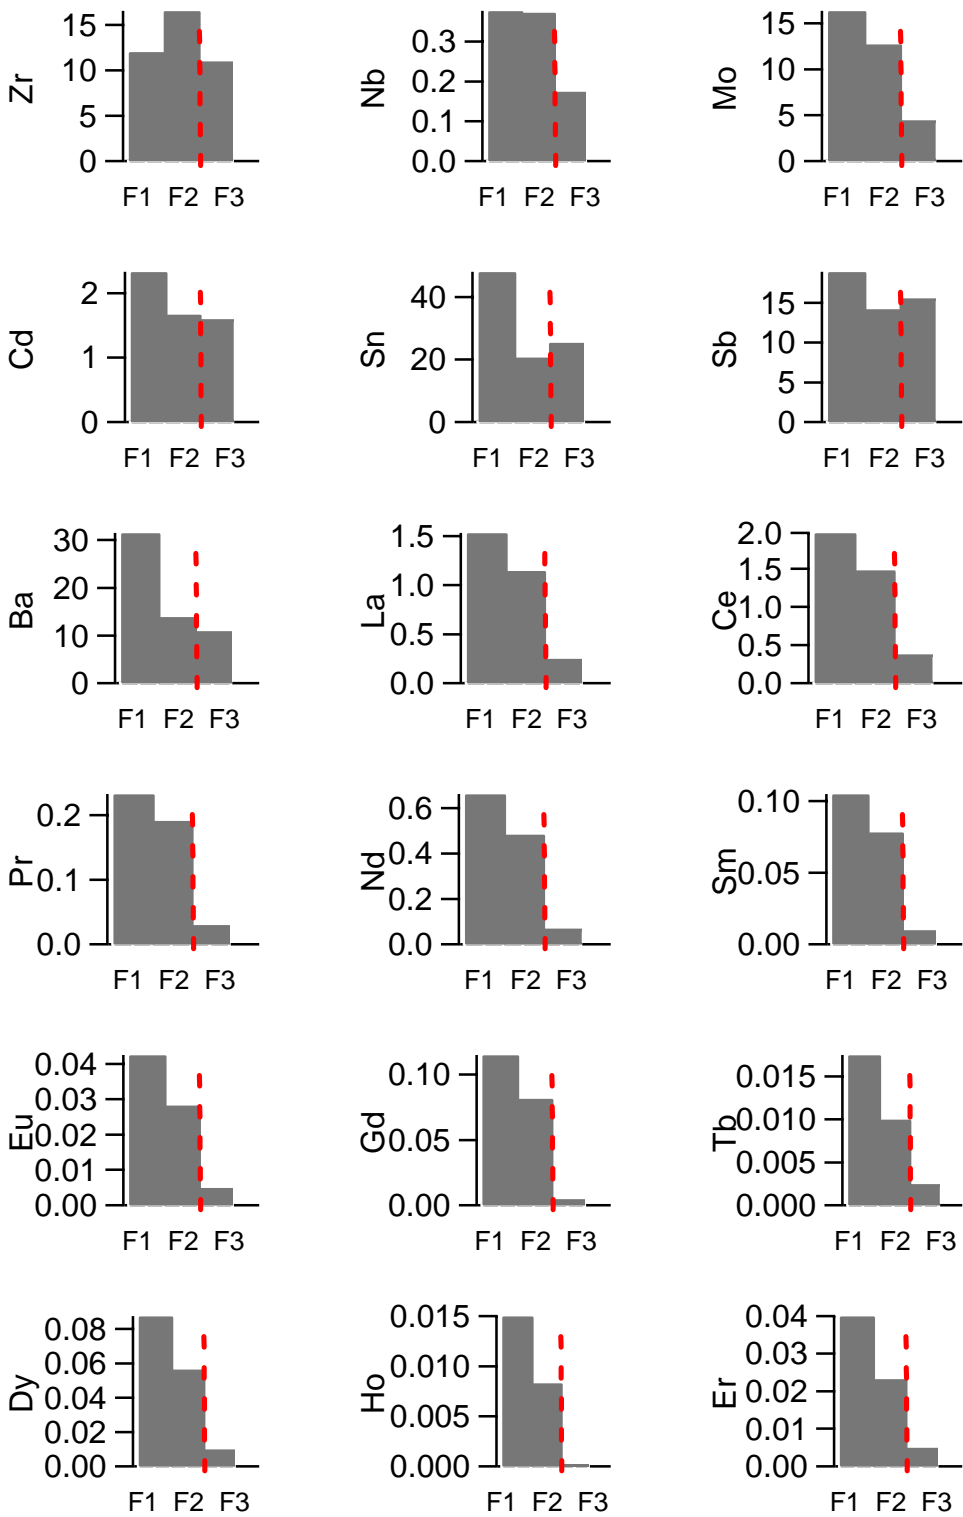 Zr
15
10
5
0
F1 F2 F3
Nb
0.3
0.2
0.1
0.0
F1 F2 F3
Mo
15
10
5
0
F1 F2 F3
Cd
2
1
0
F1 F2 F3
Sn
40
20
0
F1 F2 F3
Sb
15
10
5
0
F1 F2 F3
Ba
30
20
10
0
F1 F2 F3
La
1.5
1.0
0.5
0.0
F1 F2 F3
Ce
2.0
1.5
1.0
0.5
0.0
F1 F2 F3
Pr
0.2
0.1
0.0
F1 F2 F3
Nd
0.6
0.4
0.2
0.0
F1 F2 F3
Sm
0.10
0.05
0.00
F1 F2 F3
Eu
0.04
0.03
0.02
0.01
0.00
F1 F2 F3
Gd
0.10
0.05
0.00
F1 F2 F3
Tb
0.015
0.010
0.005
0.000
F1 F2 F3
Dy
0.08
0.06
0.04
0.02
0.00
F1 F2 F3
Ho
0.015
0.010
0.005
0.000
F1 F2 F3
Er
0.04
0.03
0.02
0.01
0.00
F1 F2 F3